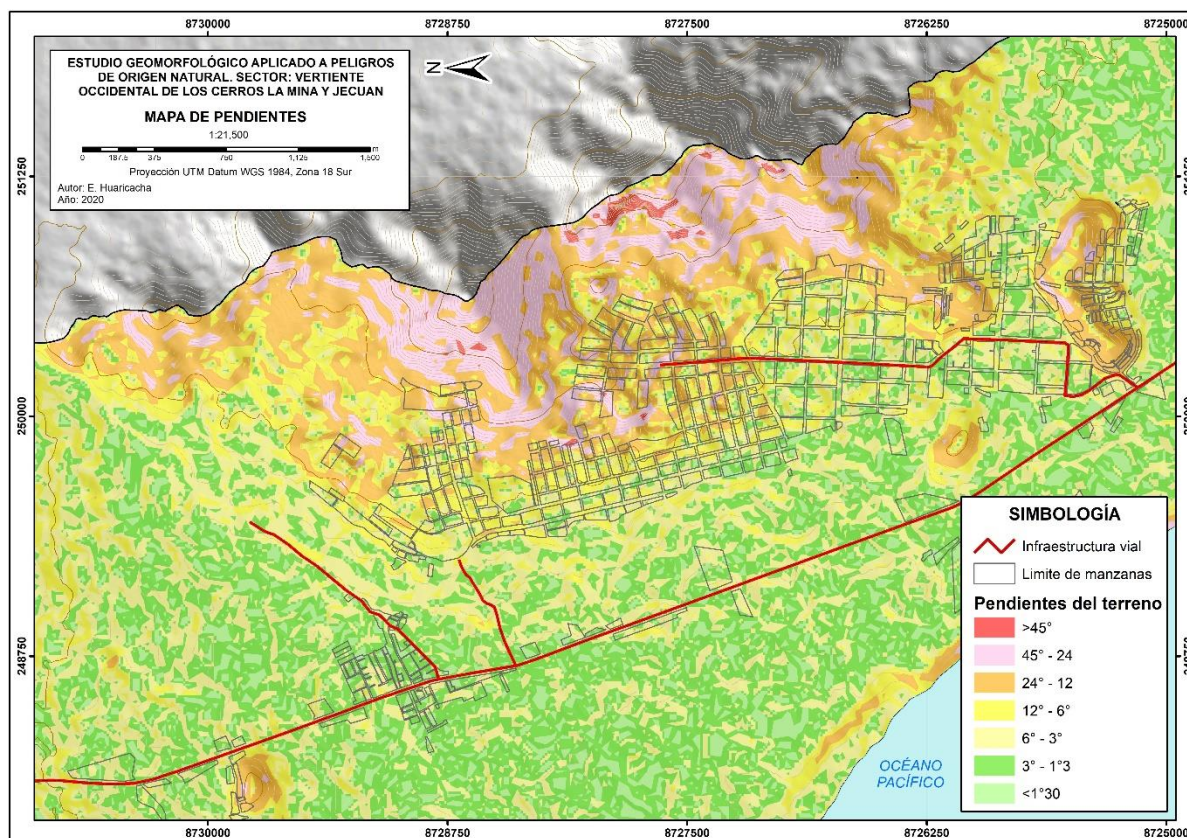 8730000 8728750 8727500 8726250 8725000
ESTUDIO GEOMORFOLÓGICO APLICADO A PELIGROS
DE ORIGEN NATURAL. SECTOR: VERTIENTE
OCCIDENTAL DE LOS CERROS LA MINA Y JECUAN
MAPA DE PENDIENTES
1:21,500
0 187.5 375 750 1,125 1,500
m
Proyección UTM Datum WGS 1984, Zona 18 Sur
Autor: E. Huaricacha
Año: 2020
N
251250
251250
250000
250000
248750
248750
SIMBOLOGÍA
Infraestructura vial
Limite de manzanas
Pendientes del terreno
>45°
45° - 24
24° - 12
12° - 6°
6° - 3°
3° - 1°3
<1°30
OCÉANO
PACÍFICO
8730000 8728750 8727500 8726250 8725000